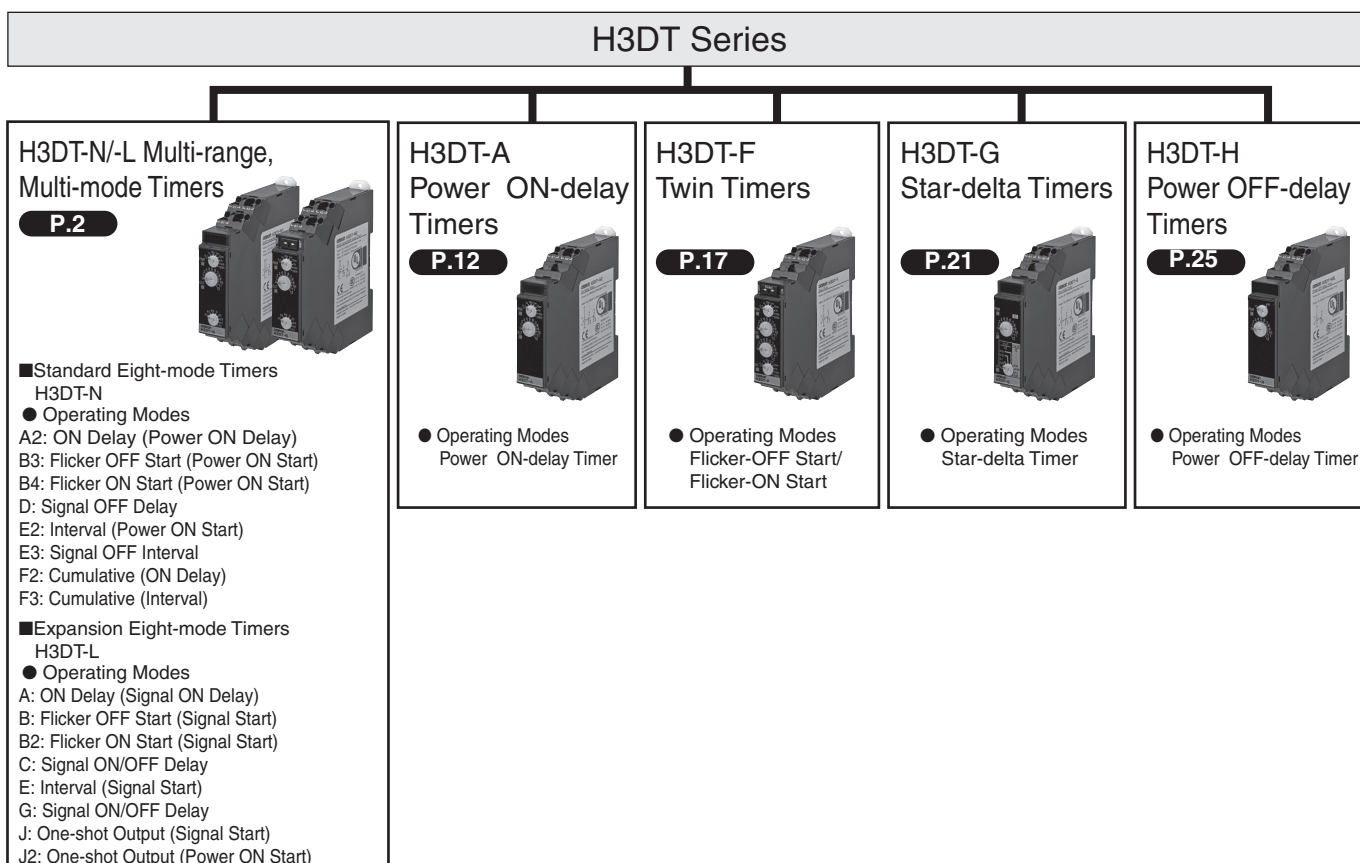 H3DT Series
H3DT-N/-L Multi-range,
Multi-mode Timers
P.2
■Standard Eight-mode Timers
H3DT-N
● Operating Modes
A2: ON Delay (Power ON Delay)
B3: Flicker OFF Start (Power ON Start)
B4: Flicker ON Start (Power ON Start)
D: Signal OFF Delay
E2: Interval (Power ON Start)
E3: Signal OFF Interval
F2: Cumulative (ON Delay)
F3: Cumulative (Interval)
■Expansion Eight-mode Timers
H3DT-L
● Operating Modes
A: ON Delay (Signal ON Delay)
B: Flicker OFF Start (Signal Start)
B2: Flicker ON Start (Signal Start)
C: Signal ON/OFF Delay
E: Interval (Signal Start)
G: Signal ON/OFF Delay
J: One-shot Output (Signal Start)
J2: One-shot Output (Power ON Start)
H3DT-A
Power ON-delay
Timers
P.12
● Operating Modes
Power ON-delay Timer
H3DT-F
Twin Timers
P.17
● Operating Modes
Flicker-OFF Start/
Flicker-ON Start
H3DT-G
Star-delta Timers
P.21
● Operating Modes
Star-delta Timer
H3DT-H
Power OFF-delay
Timers
P.25
● Operating Modes
Power OFF-delay Timer